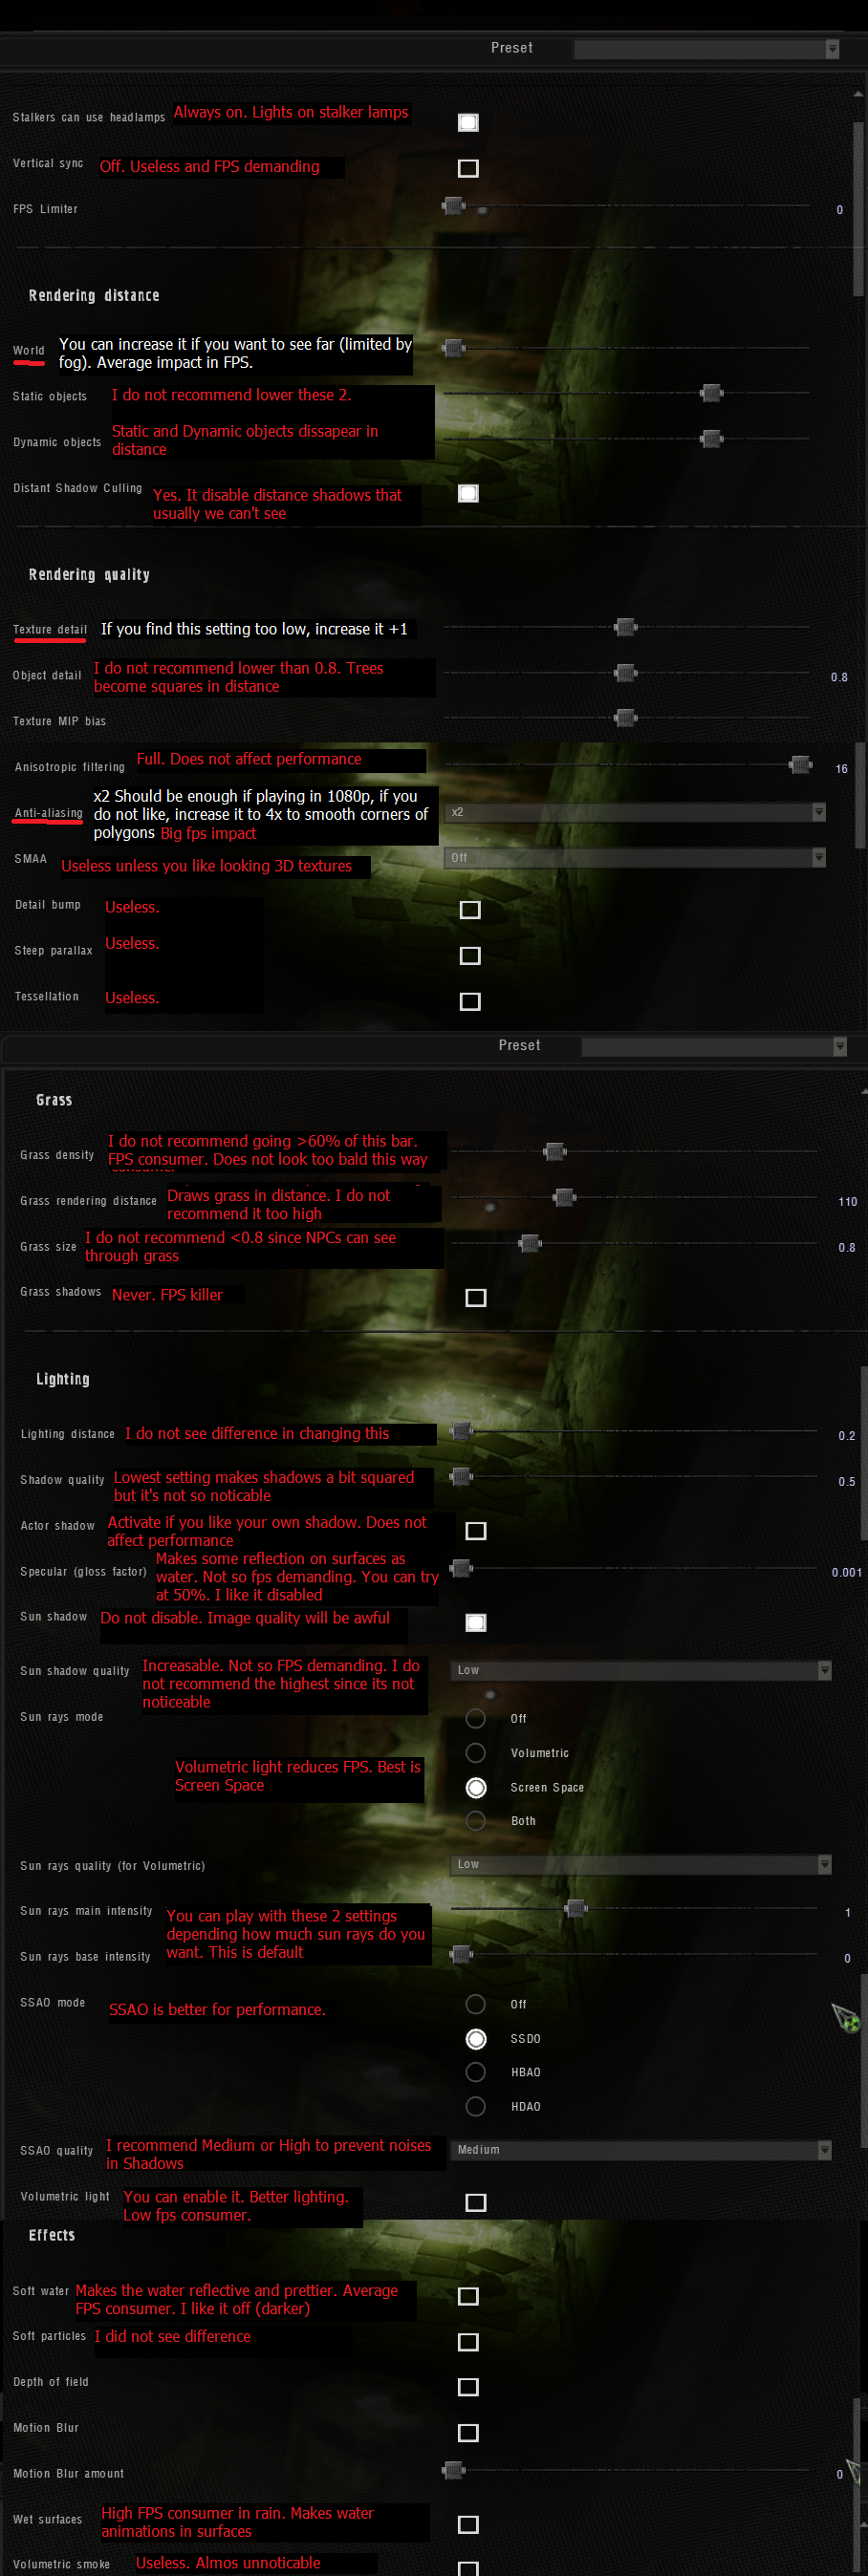 Preset
Stalkers can use headlamps Always on. Lights on stalker lamps
Vertical sync Off. Useless and FPS demanding
FPS Limiter 0
Rendering distance
World You can increase it if you want to see far (limited by
fog). Average impact in FPS.
Static objects I do not recommend lower these 2.
Static and Dynamic objects dissapear in
Dynamic objects distance
Distant Shadow Culling Yes. It disable distance shadows that
usually we can't see
Rendering quality
Texture detail If you find this setting too low, increase it +1
Object detail I do not recommend lower than 0.8. Trees
become squares in distance 0.8
Texture MIP bias
Anisotropic filtering Full. Does not affect performance 16
Anti-aliasing x2 Should be enough if playing in 1080p, if you
do not like, increase it to 4x to smooth corners of x2
polygons Big fps impact
SMAA Useless unless you like looking 3D textures Off
Detail bump Useless.
Steep parallax Useless.
Tessellation Useless.
Preset
Grass
Grass density I do not recommend going >60% of this bar.
FPS consumer. Does not look too bald this way
consumer.
Grass rendering distance Draws grass in distance. I do not
recommend it too high 110
Grass size I do not recommend <0.8 since NPCs can see
through grass 0.8
Grass shadows Never. FPS killer
Lighting
Lighting distance I do not see difference in changing this 0.2
Shadow quality Lowest setting makes shadows a bit squared
but it's not so noticable 0.5
Actor shadow Activate if you like your own shadow. Does not
affect performance
Specular (gloss factor) Makes some reflection on surfaces as
water. Not so fps demanding. You can try 0.001
at 50%. I like it disabled
Sun shadow Do not disable. Image quality will be awful
Sun shadow quality Increasable. Not so FPS demanding. I do Low
not recommend the highest since its not
noticeable
Sun rays mode Off
Volumetric
Volumetric light reduces FPS. Best is
Screen Space
Screen Space
Both
Sun rays quality (for Volumetric) Low
Sun rays main intensity You can play with these 2 settings 1
depending how much sun rays do you
Sun rays base intensity want. This is default 0
SSAO mode SSAO is better for performance. Off
SSDO
HBAO
HDAO
SSAO quality I recommend Medium or High to prevent noises Medium
in Shadows
Volumetric light You can enable it. Better lighting.
Low fps consumer.
Effects
Soft water Makes the water reflective and prettier. Average
FPS consumer. I like it off (darker)
Soft particles I did not see difference
Depth of field
Motion Blur
Motion Blur amount 0
Wet surfaces High FPS consumer in rain. Makes water
animations in surfaces
Volumetric smoke Useless. Almos unnoticable